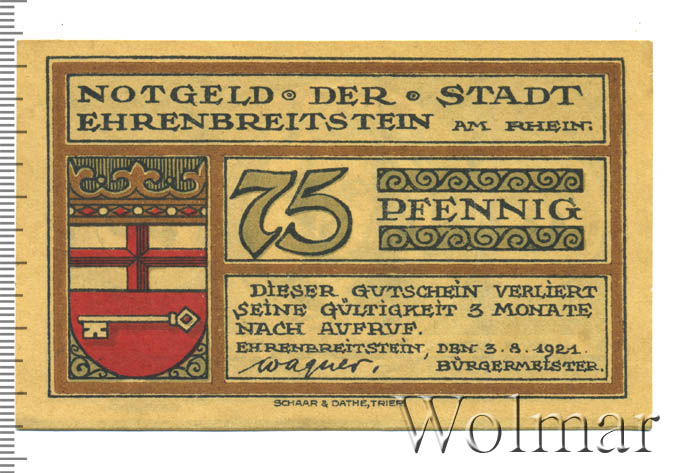 NOTGELD DER STADT
EHRENBREITSTEIN AM RHEIN.
75 PFENNIG
DIESER GUTSCHEIN VERLIERT
SEINE GÜLTIGKEIT 3 MONATE
NACH AUFRUF.
EHRENBREITSTEIN, DEN 3.8.1921.
Wagner. BÜRGERMEISTER.
SCHAAR & DATHE, TRIER
Wolmar